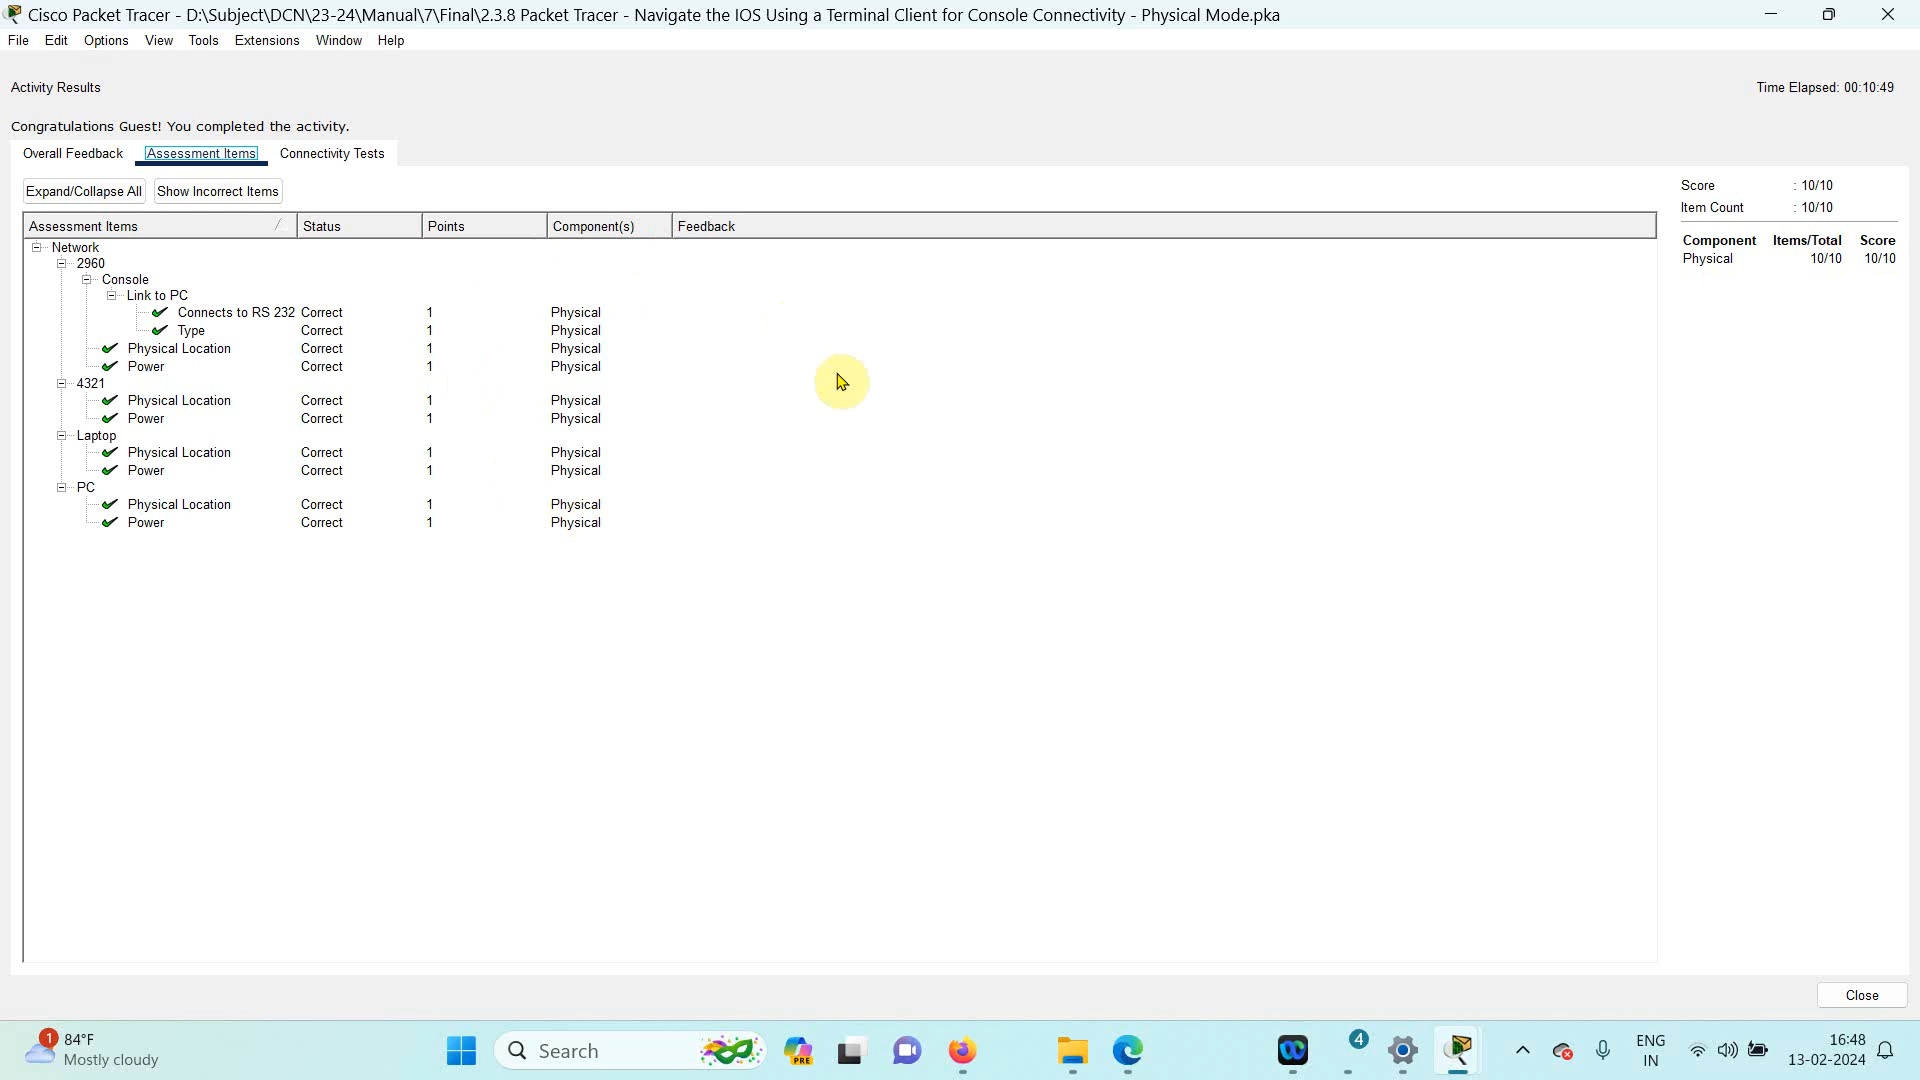 Cisco Packet Tracer - D:\Subject\DCN\23-24\Manual\7\Final\2.3.8 Packet Tracer - Navigate the IOS Using a Terminal Client for Console Connectivity - Physical Mode.pka
File Edit Options View Tools Extensions Window Help
Activity Results Time Elapsed: 00:10:49
Congratulations Guest! You completed the activity.
Overall Feedback Assessment Items Connectivity Tests
Expand/Collapse All Show Incorrect Items
Score : 10/10
Item Count : 10/10
Component Items/Total Score
Physical 10/10 10/10
Assessment Items Status Points Component(s) Feedback
Network
2960
Console
Link to PC
Connects to RS 232 Correct 1 Physical
Type Correct 1 Physical
Physical Location Correct 1 Physical
Power Correct 1 Physical
4321
Physical Location Correct 1 Physical
Power Correct 1 Physical
Laptop
Physical Location Correct 1 Physical
Power Correct 1 Physical
PC
Physical Location Correct 1 Physical
Power Correct 1 Physical
Close
1 84°F
Mostly cloudy
Search
PRE
4
ENG
IN
16:48
13-02-2024